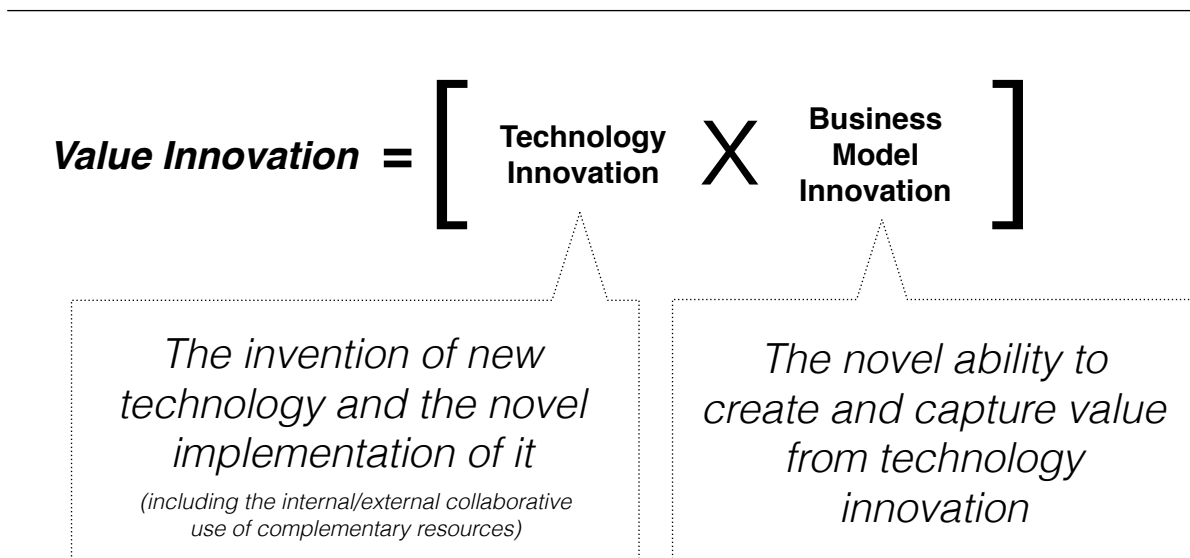 Value Innovation = [ Technology Innovation X Business Model Innovation ]
The invention of new
technology and the novel
implementation of it
(including the internal/external collaborative
use of complementary resources)
The novel ability to
create and capture value
from technology
innovation